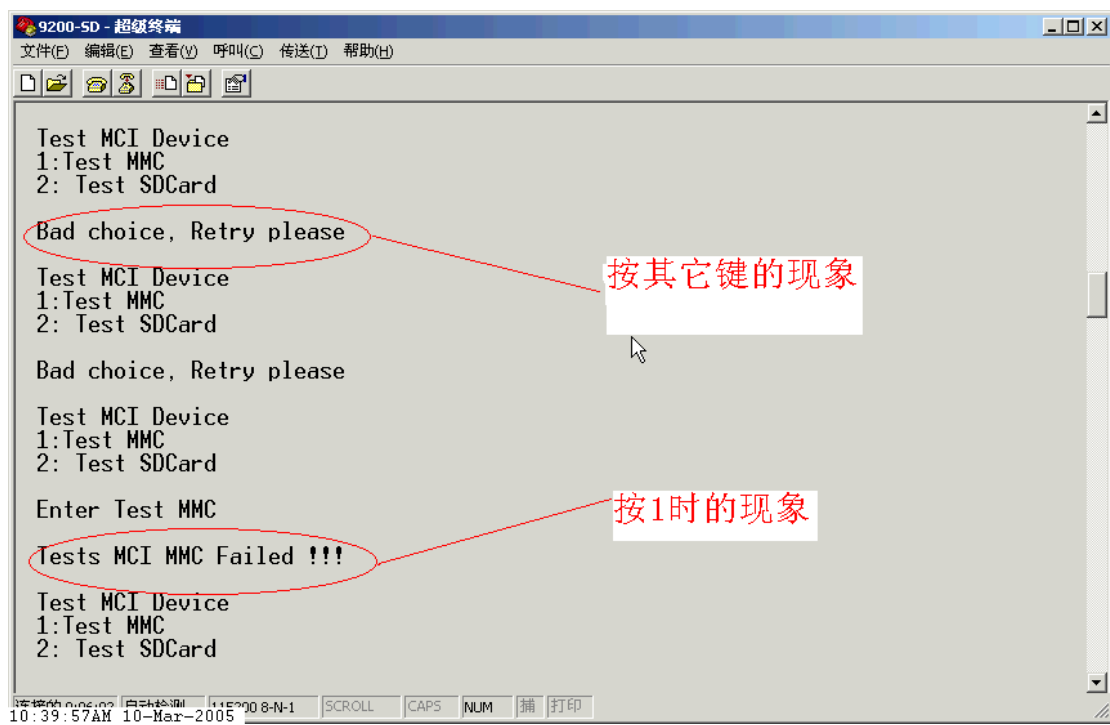 9200-SD - 超级终端
文件(F) 编辑(E) 查看(V) 呼叫(C) 传送(T) 帮助(H)
Test MCI Device
1:Test MMC
2: Test SDCard
Bad choice, Retry please
按其它键的现象
Test MCI Device
1:Test MMC
2: Test SDCard
Bad choice, Retry please
Test MCI Device
1:Test MMC
2: Test SDCard
Enter Test MMC
按1时的现象
Tests MCI MMC Failed !!!
Test MCI Device
1:Test MMC
2: Test SDCard
自动检测 115200 8-N-1 SCROLL CAPS NUM 捕 打印
10:39:57AM 10-Mar-2005